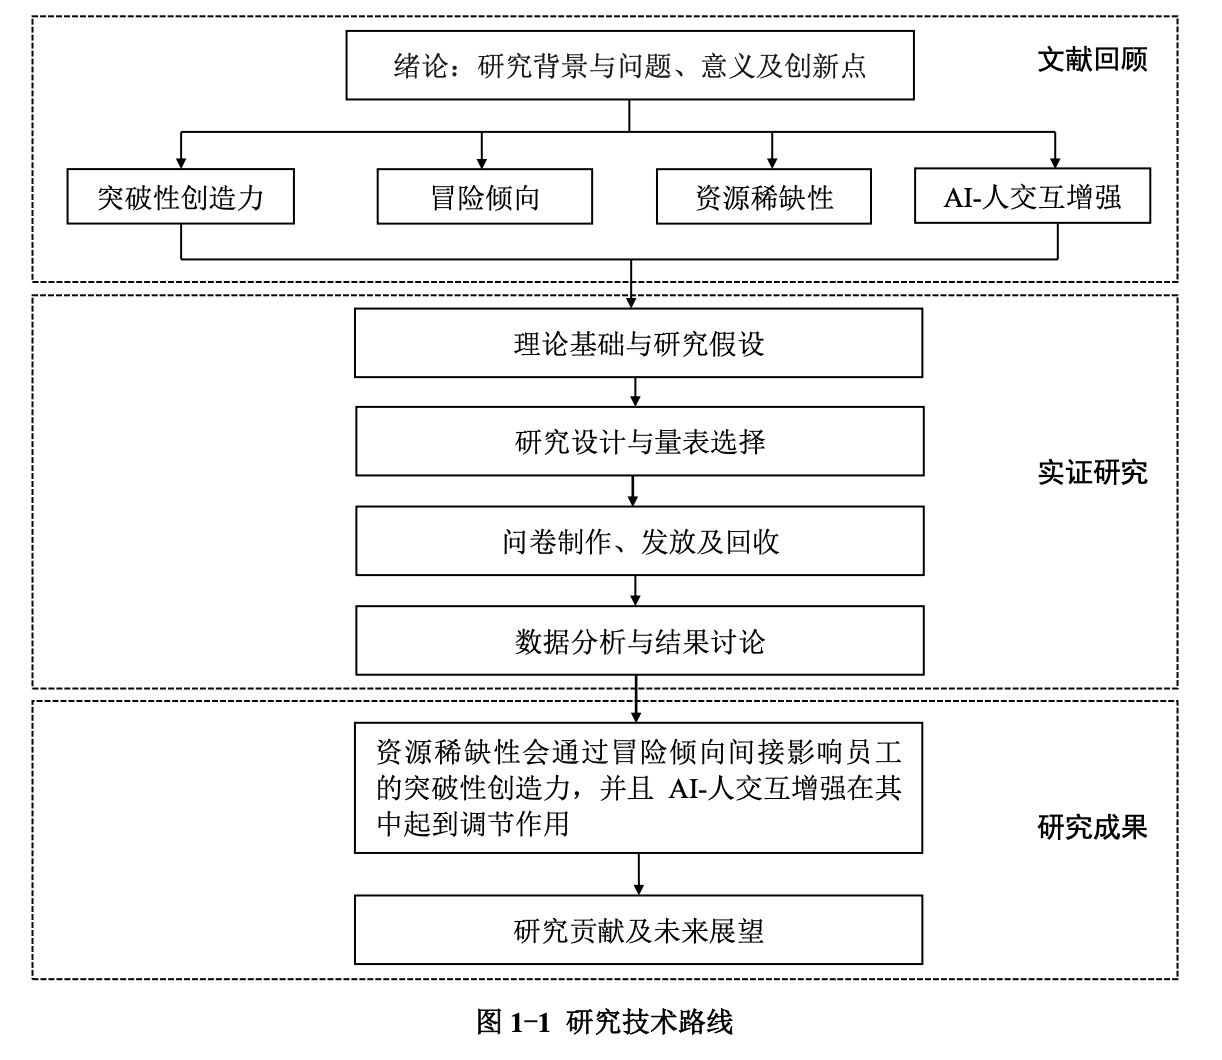 绪论：研究背景与问题、意义及创新点
文献回顾
突破性创造力
冒险倾向
资源稀缺性
AI-人交互增强
理论基础与研究假设
研究设计与量表选择
实证研究
问卷制作、发放及回收
数据分析与结果讨论
资源稀缺性会通过冒险倾向间接影响员工
的突破性创造力，并且 AI-人交互增强在其
中起到调节作用
研究成果
研究贡献及未来展望
图 1-1 研究技术路线